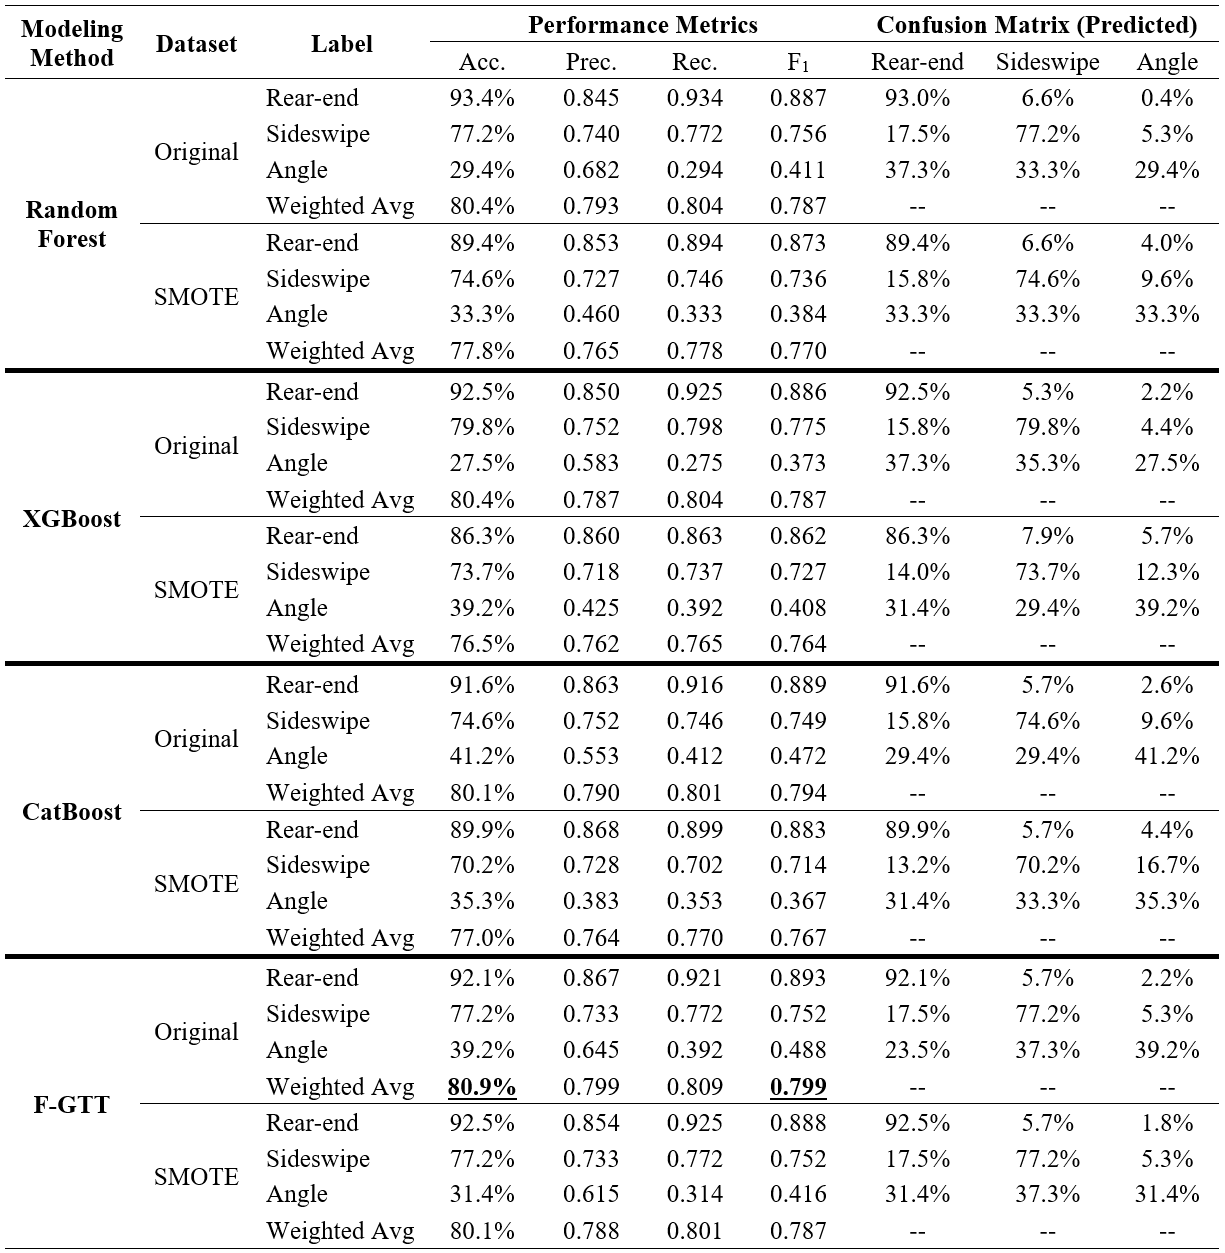 Modeling Method Dataset Label Performance Metrics Confusion Matrix (Predicted)
Acc. Prec. Rec. F1 Rear-end Sideswipe Angle
Random Forest
Original
Rear-end 93.4% 0.845 0.934 0.887 93.0% 6.6% 0.4%
Sideswipe 77.2% 0.740 0.772 0.756 17.5% 77.2% 5.3%
Angle 29.4% 0.682 0.294 0.411 37.3% 33.3% 29.4%
Weighted Avg 80.4% 0.793 0.804 0.787 -- -- --
SMOTE
Rear-end 89.4% 0.853 0.894 0.873 89.4% 6.6% 4.0%
Sideswipe 74.6% 0.727 0.746 0.736 15.8% 74.6% 9.6%
Angle 33.3% 0.460 0.333 0.384 33.3% 33.3% 33.3%
Weighted Avg 77.8% 0.765 0.778 0.770 -- -- --
XGBoost
Original
Rear-end 92.5% 0.850 0.925 0.886 92.5% 5.3% 2.2%
Sideswipe 79.8% 0.752 0.798 0.775 15.8% 79.8% 4.4%
Angle 27.5% 0.583 0.275 0.373 37.3% 35.3% 27.5%
Weighted Avg 80.4% 0.787 0.804 0.787 -- -- --
SMOTE
Rear-end 86.3% 0.860 0.863 0.862 86.3% 7.9% 5.7%
Sideswipe 73.7% 0.718 0.737 0.727 14.0% 73.7% 12.3%
Angle 39.2% 0.425 0.392 0.408 31.4% 29.4% 39.2%
Weighted Avg 76.5% 0.762 0.765 0.764 -- -- --
CatBoost
Original
Rear-end 91.6% 0.863 0.916 0.889 91.6% 5.7% 2.6%
Sideswipe 74.6% 0.752 0.746 0.749 15.8% 74.6% 9.6%
Angle 41.2% 0.553 0.412 0.472 29.4% 29.4% 41.2%
Weighted Avg 80.1% 0.790 0.801 0.794 -- -- --
SMOTE
Rear-end 89.9% 0.868 0.899 0.883 89.9% 5.7% 4.4%
Sideswipe 70.2% 0.728 0.702 0.714 13.2% 70.2% 16.7%
Angle 35.3% 0.383 0.353 0.367 31.4% 33.3% 35.3%
Weighted Avg 77.0% 0.764 0.770 0.767 -- -- --
F-GTT
Original
Rear-end 92.1% 0.867 0.921 0.893 92.1% 5.7% 2.2%
Sideswipe 77.2% 0.733 0.772 0.752 17.5% 77.2% 5.3%
Angle 39.2% 0.645 0.392 0.488 23.5% 37.3% 39.2%
Weighted Avg 80.9% 0.799 0.809 0.799 -- -- --
SMOTE
Rear-end 92.5% 0.854 0.925 0.888 92.5% 5.7% 1.8%
Sideswipe 77.2% 0.733 0.772 0.752 17.5% 77.2% 5.3%
Angle 31.4% 0.615 0.314 0.416 31.4% 37.3% 31.4%
Weighted Avg 80.1% 0.788 0.801 0.787 -- -- --